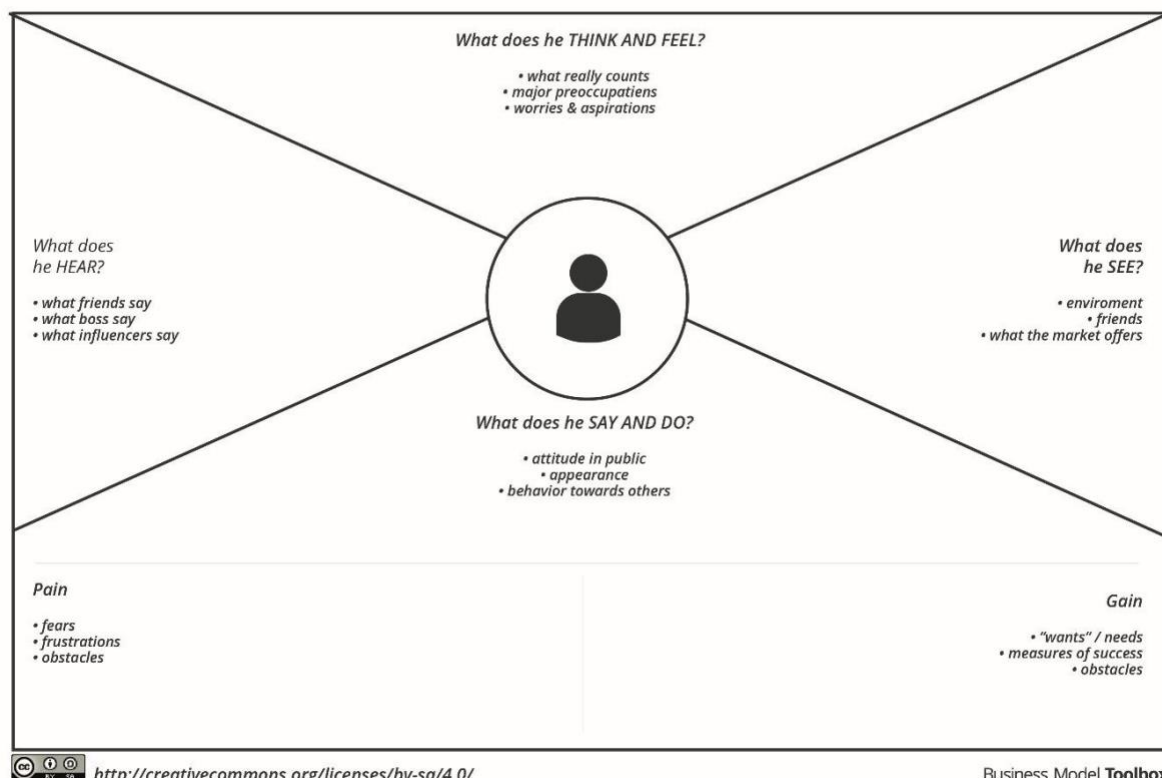 What does he THINK AND FEEL?
• what really counts
• major preoccupatiens
• worries & aspirations
What does
he HEAR?
• what friends say
• what boss say
• what influencers say
What does
he SEE?
• enviroment
• friends
• what the market offers
What does he SAY AND DO?
• attitude in public
• appearance
• behavior towards others
Pain
• fears
• frustrations
• obstacles
Gain
• “wants” / needs
• measures of success
• obstacles
cc BY SA
http://creativecommons.org/licenses/by-sa/4.0/
Business Model